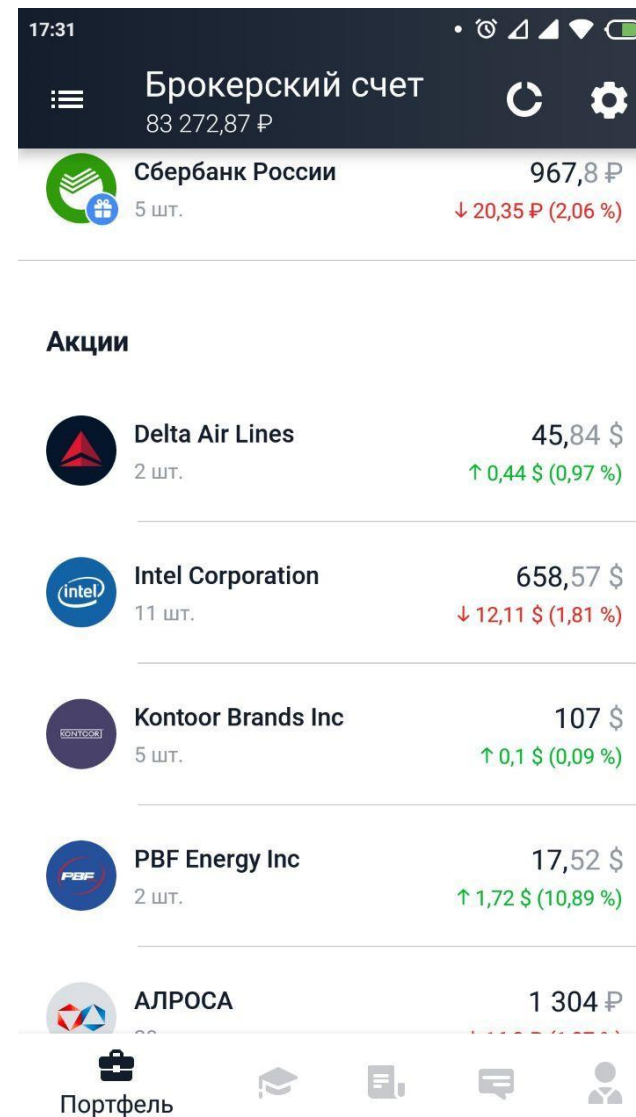 17:31
Брокерский счет
83 272,87 ₽
Сбербанк России
967,8 ₽
5 шт.
↓ 20,35 ₽ (2,06 %)
Акции
Delta Air Lines
45,84 $
2 шт.
↑ 0,44 $ (0,97 %)
intel
Intel Corporation
658,57 $
11 шт.
↓ 12,11 $ (1,81 %)
KONTOOR
Kontoor Brands Inc
107 $
5 шт.
↑ 0,1 $ (0,09 %)
PBF
PBF Energy Inc
17,52 $
2 шт.
↑ 1,72 $ (10,89 %)
АЛРОСА
1 304 ₽
Портфель